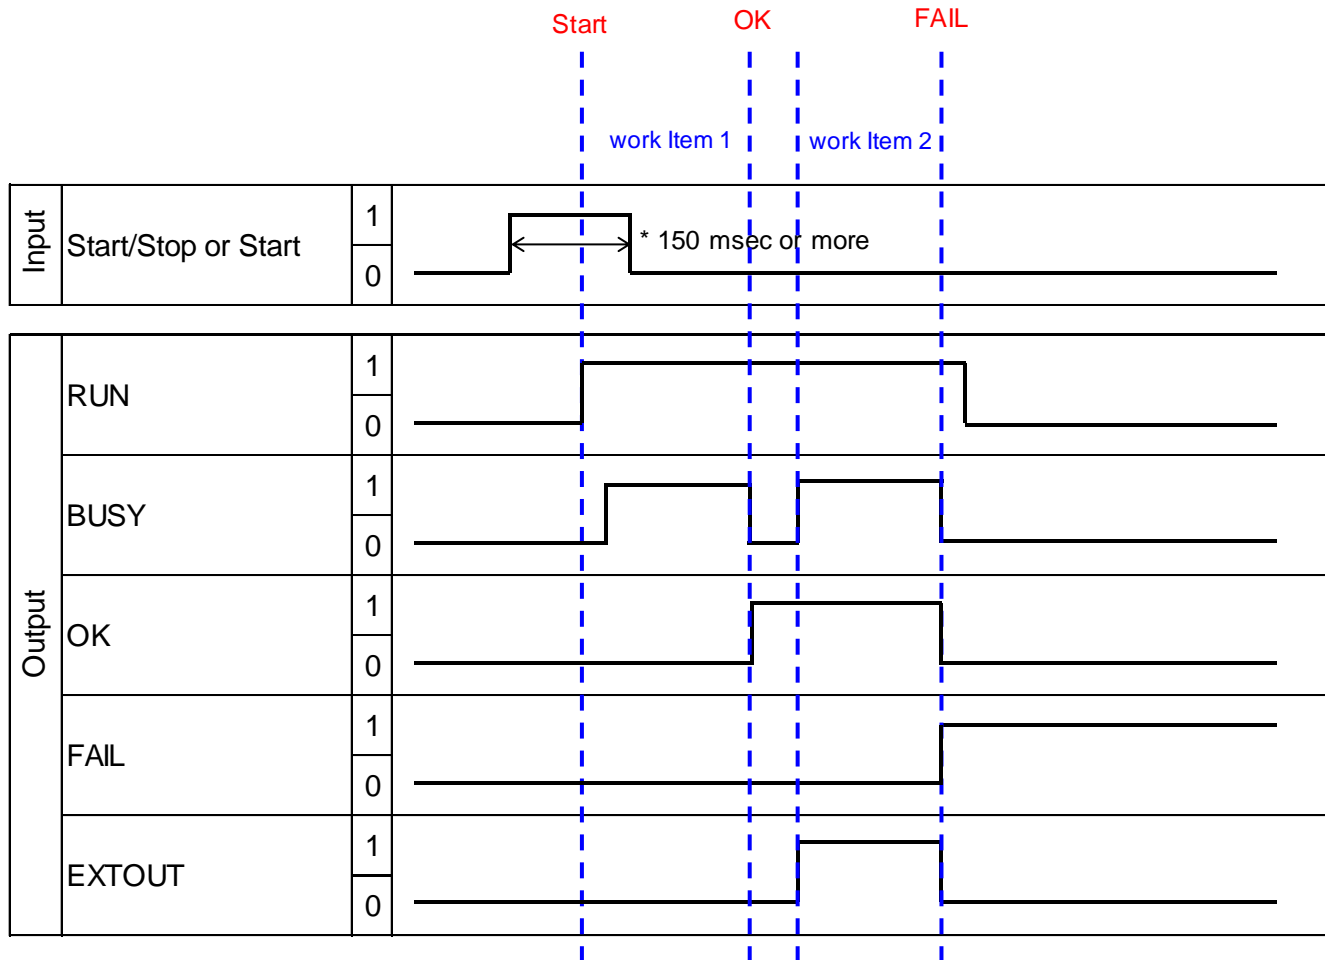 Start OK FAIL
work Item 1 work Item 2
Input
Start/Stop or Start
1
0
* 150 msec or more
Output
RUN
1
0
BUSY
1
0
OK
1
0
FAIL
1
0
EXTOUT
1
0